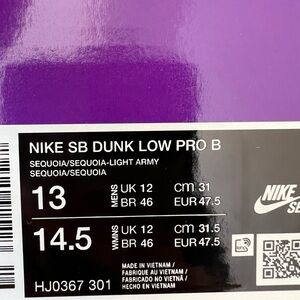 NIKE SB DUNK LOW PRO B
SEQUOIA/SEQUOIA-LIGHT ARMY
SEQUOIA/SEQUOIA
13 MENS UK 12 cm 31
BR 46 EUR 47.5
14.5 WMNS UK 12 cm 31.5
BR 46 EUR 47.5
MADE IN VIETNAM /
FABRIQUE AU VIETNAM /
FABRICADO NO VIETNÃ /
HECHO EN VIETNAM
HJ0367 301
NIKE
SB